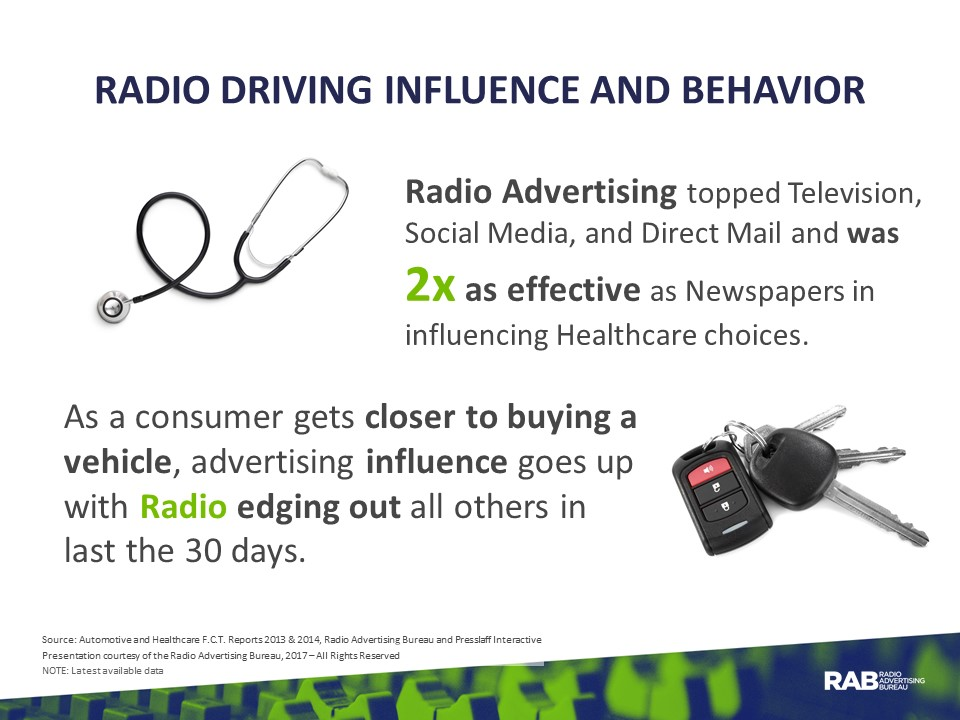 RADIO DRIVING INFLUENCE AND BEHAVIOR
Radio Advertising topped Television,
Social Media, and Direct Mail and was
2x as effective as Newspapers in
influencing Healthcare choices.
As a consumer gets closer to buying a
vehicle, advertising influence goes up
with Radio edging out all others in
last the 30 days.
Source: Automotive and Healthcare F.C.T. Reports 2013 & 2014, Radio Advertising Bureau and Presslaff Interactive
Presentation courtesy of the Radio Advertising Bureau, 2017 – All Rights Reserved
NOTE: Latest available data
RAB RADIO
ADVERTISING
BUREAU